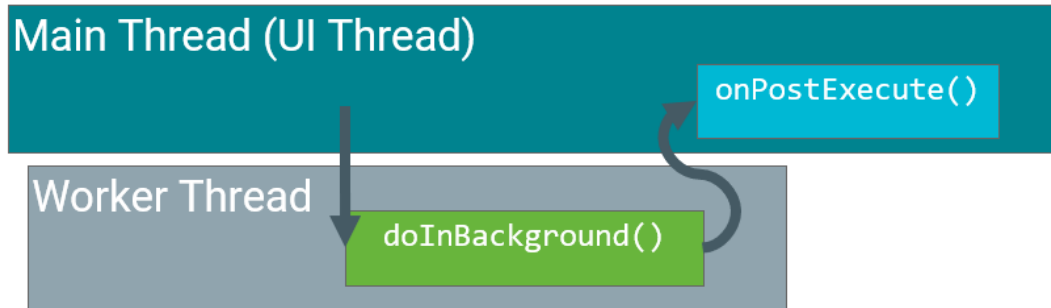 Main Thread (UI Thread)
onPostExecute()
Worker Thread
doInBackground()